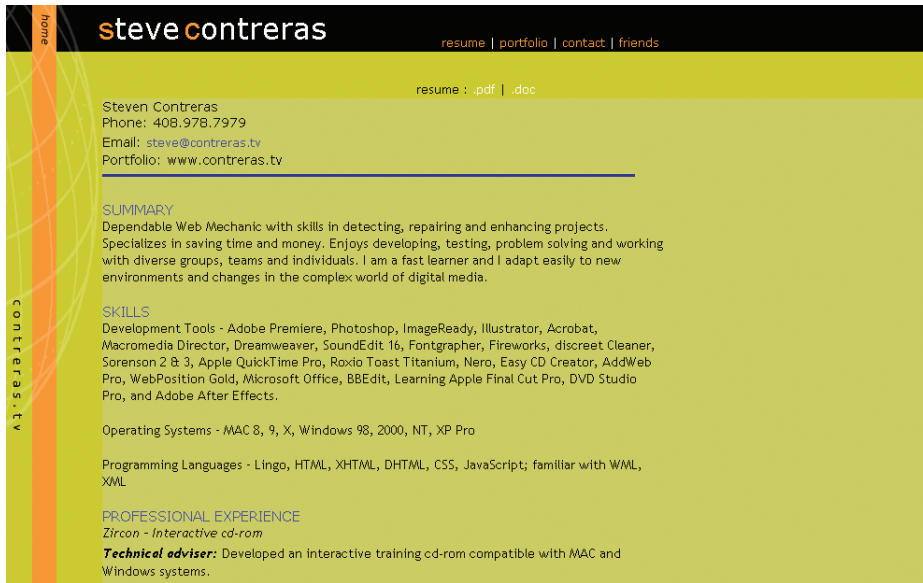 home
steve contreras
resume | portfolio | contact | friends
resume : .pdf | .doc
Steven Contreras
Phone: 408.978.7979
Email: steve@contreras.tv
Portfolio: www.contreras.tv
SUMMARY
Dependable Web Mechanic with skills in detecting, repairing and enhancing projects.
Specializes in saving time and money. Enjoys developing, testing, problem solving and working
with diverse groups, teams and individuals. I am a fast learner and I adapt easily to new
environments and changes in the complex world of digital media.
SKILLS
Development Tools - Adobe Premiere, Photoshop, ImageReady, Illustrator, Acrobat,
Macromedia Director, Dreamweaver, SoundEdit 16, Fontgrapher, Fireworks, discreet Cleaner,
Sorenson 2 & 3, Apple QuickTime Pro, Roxio Toast Titanium, Nero, Easy CD Creator, AddWeb
Pro, WebPosition Gold, Microsoft Office, BBEdit, Learning Apple Final Cut Pro, DVD Studio
Pro, and Adobe After Effects.
Operating Systems - MAC 8, 9, X, Windows 98, 2000, NT, XP Pro
Programming Languages - Lingo, HTML, XHTML, DHTML, CSS, JavaScript; familiar with WML,
XML
PROFESSIONAL EXPERIENCE
Zircon - Interactive cd-rom
Technical adviser: Developed an interactive training cd-rom compatible with MAC and
Windows systems.
contreras.tv